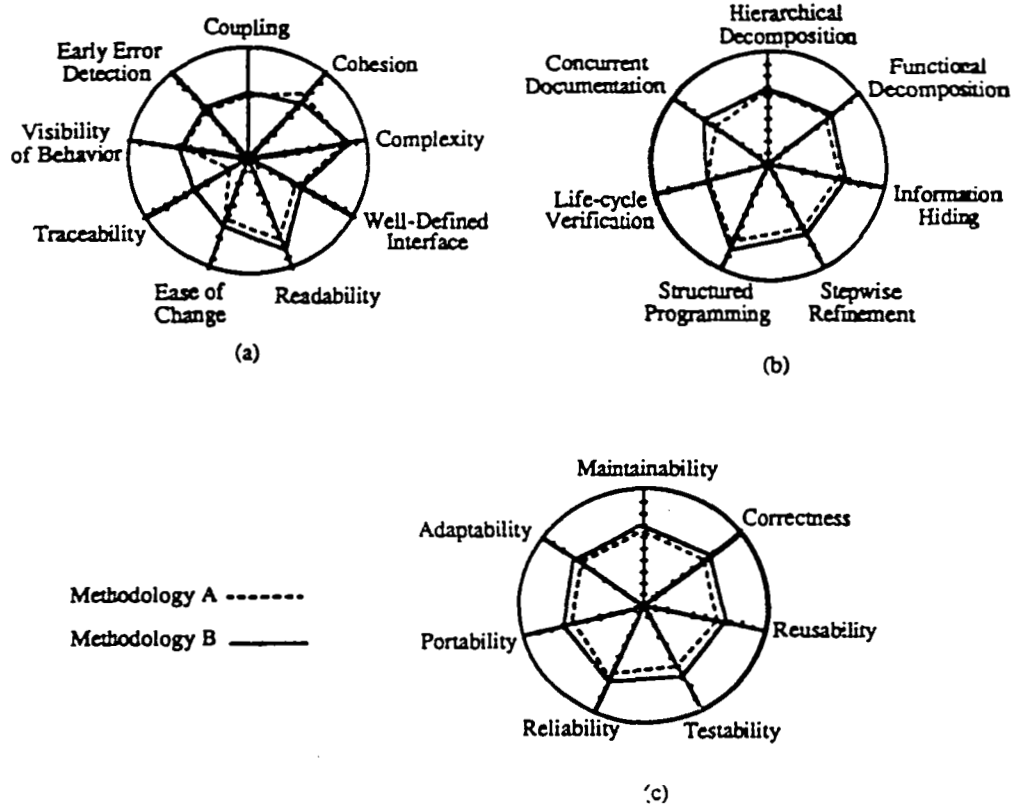 Coupling
Early Error
Detection
Cohesion
Visibility
of Behavior
Complexity
Traceability
Well-Defined
Interface
Ease of
Change
Readability
(a)
Hierarchical
Decomposition
Concurrent
Documentation
Functional
Decomposition
Life-cycle
Verification
Information
Hiding
Structured
Programming
Stepwise
Refinement
(b)
Maintainability
Adaptability
Correctness
Methodology A
Methodology B
Portability
Reusability
Reliability
Testability
(c)